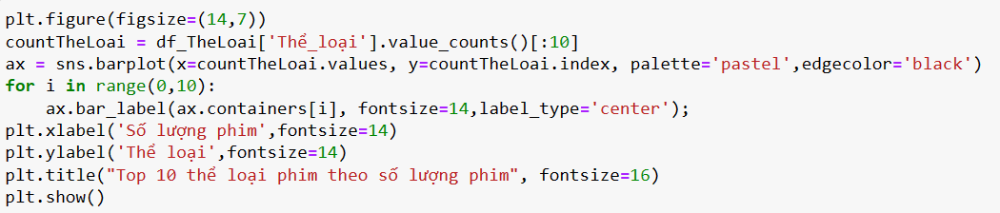 plt.figure(figsize=(14,7))
countTheLoai = df_TheLoai['Thể_loại'].value_counts()[:10]
ax = sns.barplot(x=countTheLoai.values, y=countTheLoai.index, palette='pastel',edgecolor='black')
for i in range(0,10):
    ax.bar_label(ax.containers[i], fontsize=14,label_type='center');
plt.xlabel('Số lượng phim',fontsize=14)
plt.ylabel('Thể loại',fontsize=14)
plt.title("Top 10 thể loại phim theo số lượng phim", fontsize=16)
plt.show()